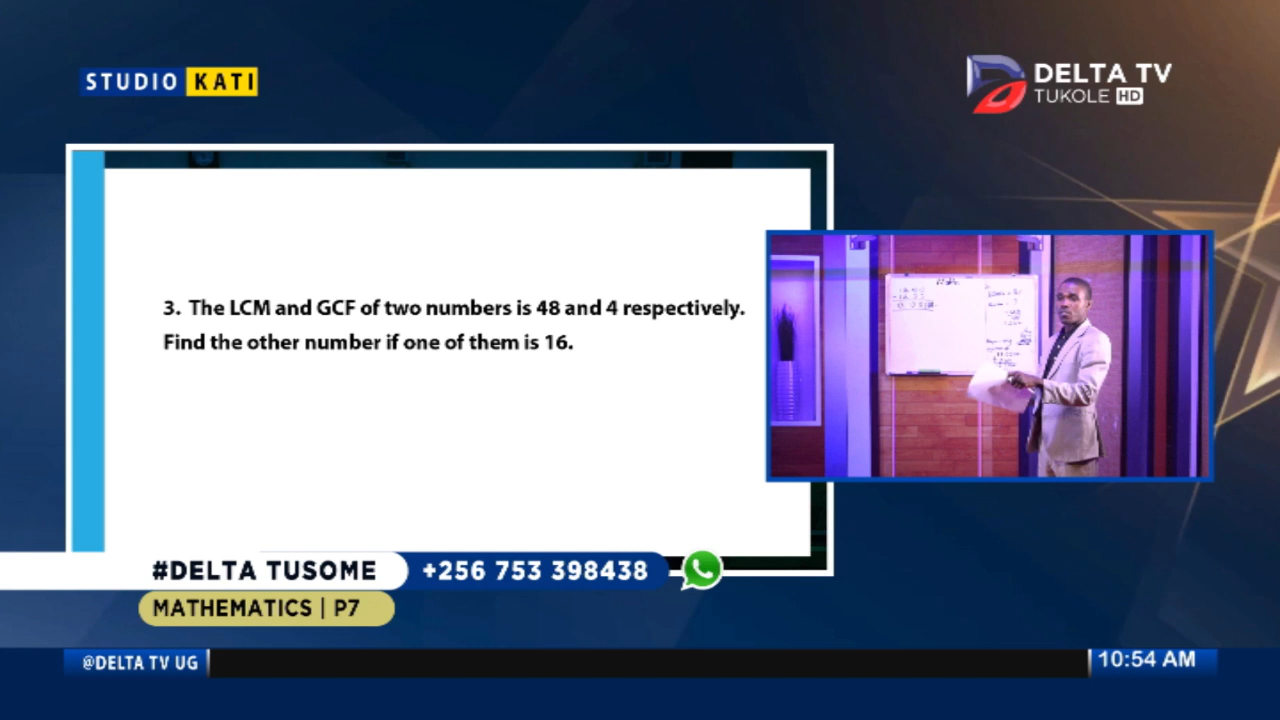 STUDIO KATI
DELTA TV
TUKOLE HD
3. The LCM and GCF of two numbers is 48 and 4 respectively.
Find the other number if one of them is 16.
#DELTA TUSOME
+256 753 398438
MATHEMATICS | P7
@DELTA TV UG
10:54 AM